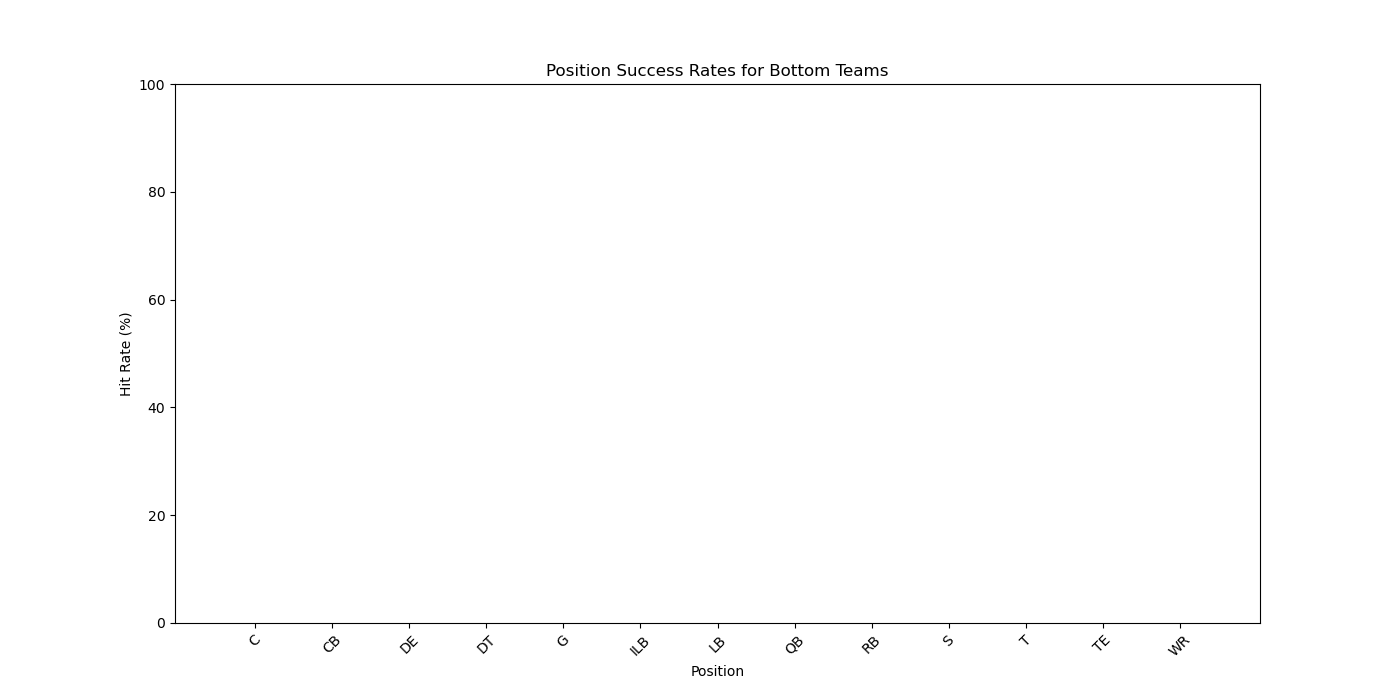 Position Success Rates for Bottom Teams
100
80
60
40
20
0
Hit Rate (%)
C CB DE DT G ILB LB QB RB S T TE WR
Position